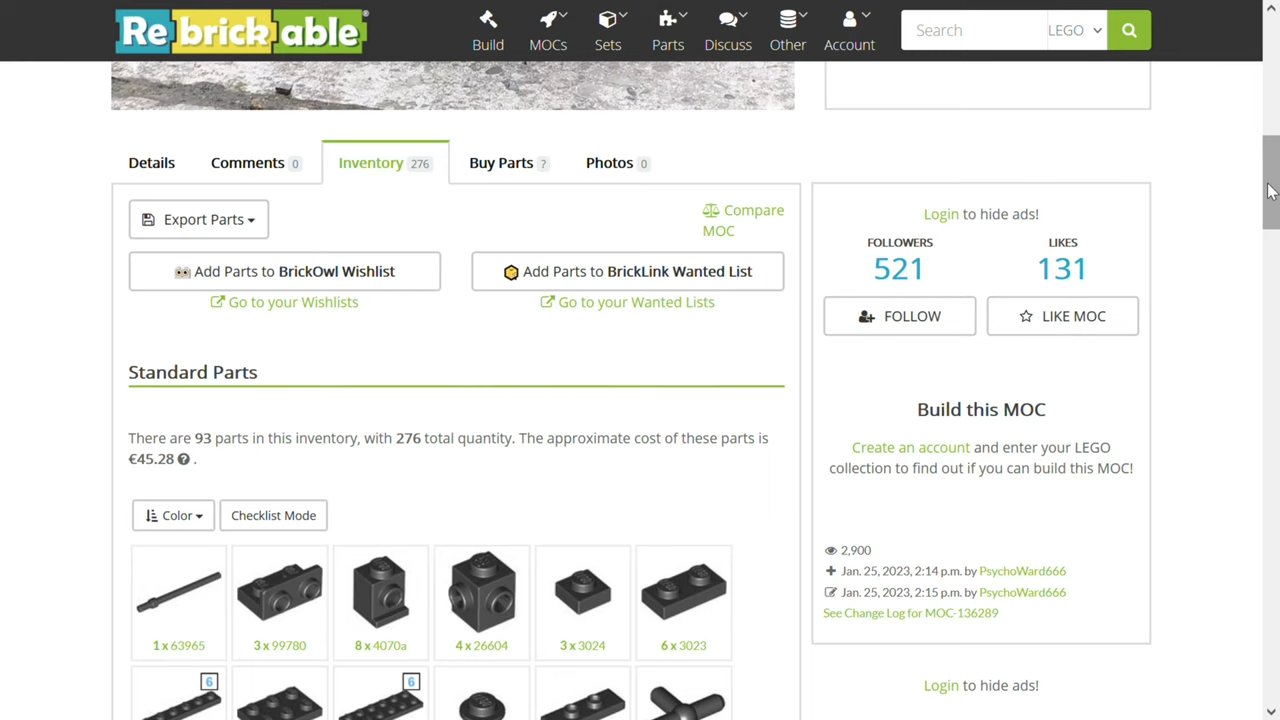 Rebrickable®
Build MOCs Sets Parts Discuss Other Account
Search LEGO
Details Comments 0 Inventory 276 Buy Parts ? Photos 0
Export Parts
Compare
MOC
Add Parts to BrickOwl Wishlist
Add Parts to BrickLink Wanted List
Go to your Wishlists
Go to your Wanted Lists
Standard Parts
There are 93 parts in this inventory, with 276 total quantity. The approximate cost of these parts is
€45.28 ? .
Color Checklist Mode
1 x 63965 3 x 99780 8 x 4070a 4 x 26604 3 x 3024 6 x 3023
6 6
Login to hide ads!
FOLLOWERS LIKES
521 131
FOLLOW LIKE MOC
Build this MOC
Create an account and enter your LEGO
collection to find out if you can build this MOC!
2,900
Jan. 25, 2023, 2:14 p.m. by PsychoWard666
Jan. 25, 2023, 2:15 p.m. by PsychoWard666
See Change Log for MOC-136289
Login to hide ads!